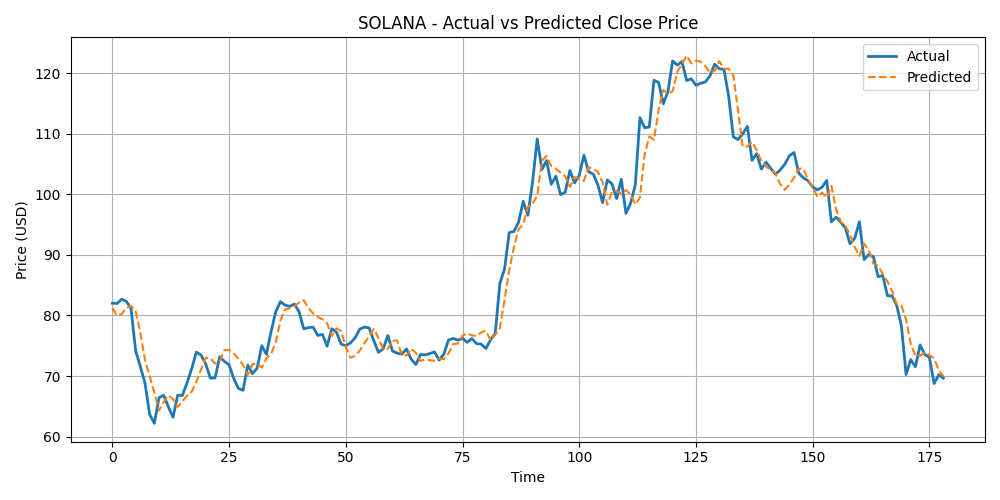 SOLANA - Actual vs Predicted Close Price
Actual
Predicted
Price (USD)
120
110
100
90
80
70
60
0 25 50 75 100 125 150 175
Time